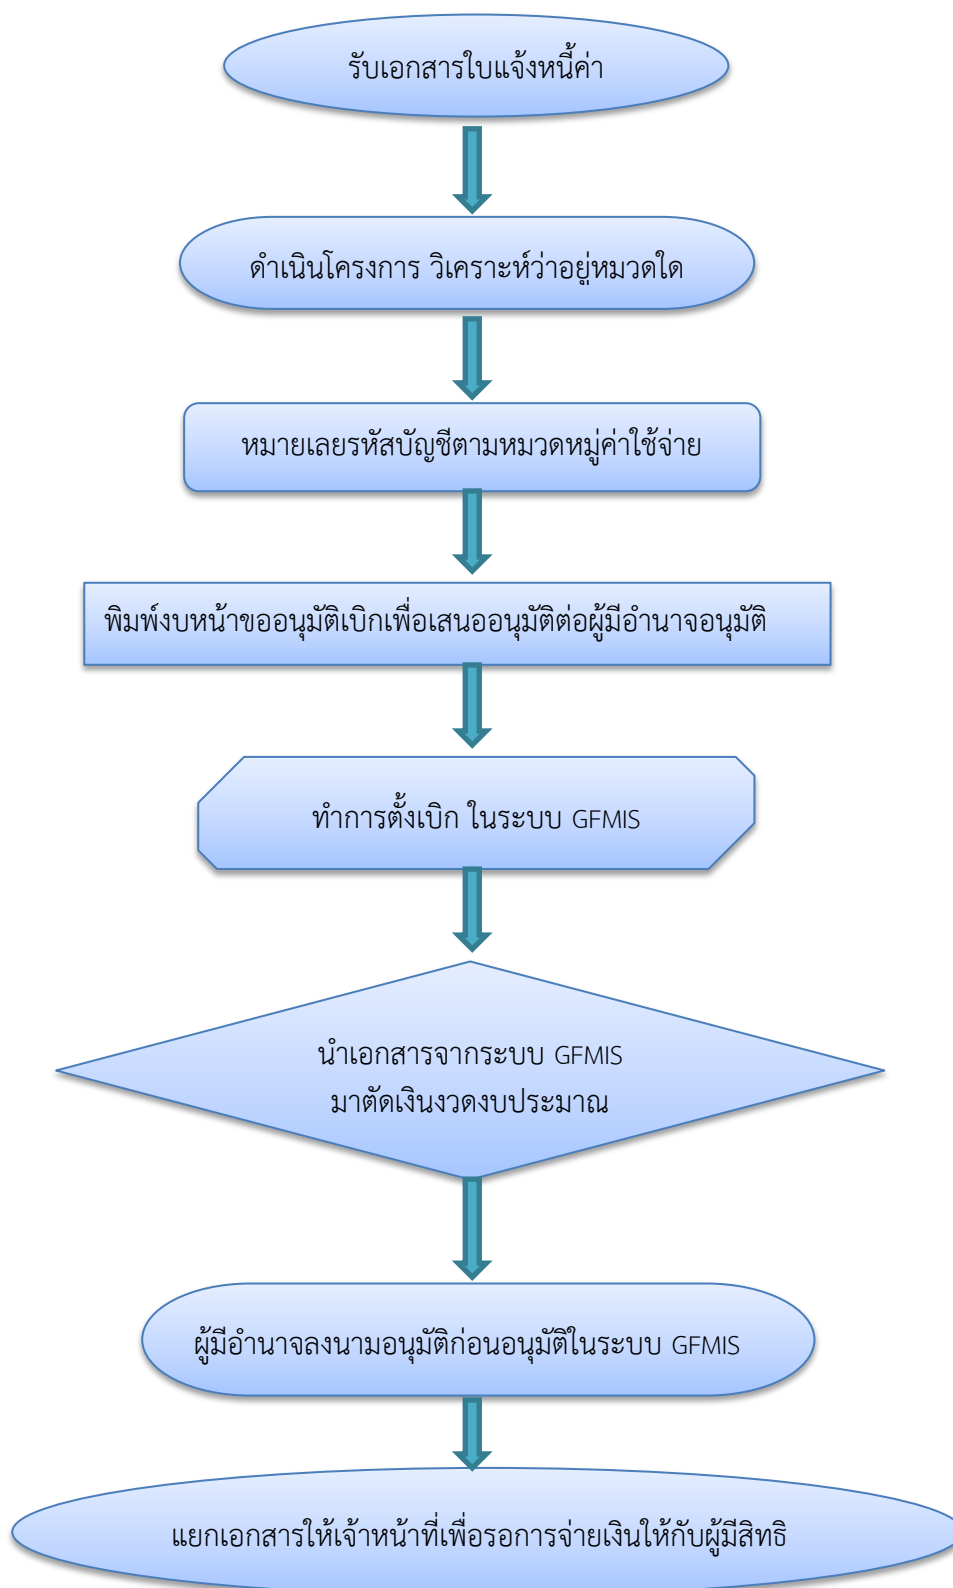 รับเอกสารใบแจ้งหนี้ค่า
ดำเนินโครงการ วิเคราะห์ว่าอยู่หมวดใด
หมายเลยรหัสบัญชีตามหมวดหมู่ค่าใช้จ่าย
พิมพ์งบหน้าขออนุมัติเบิกเพื่อเสนออนุมัติต่อผู้มีอำนาจอนุมัติ
ทำการตั้งเบิก ในระบบ GFMIS
นำเอกสารจากระบบ GFMIS
มาตัดเงินงวดงบประมาณ
ผู้มีอำนาจลงนามอนุมัติก่อนอนุมัติในระบบ GFMIS
แยกเอกสารให้เจ้าหน้าที่เพื่อรอการจ่ายเงินให้กับผู้มีสิทธิ